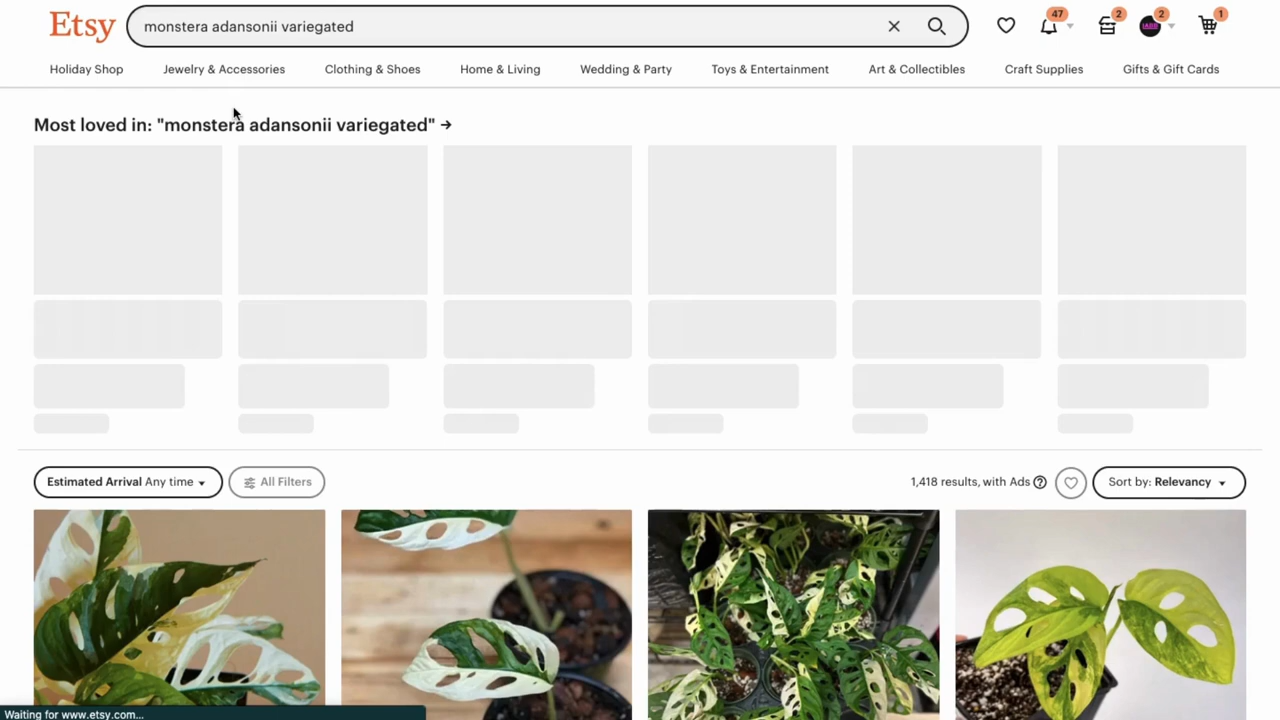 Etsy
monstera adansonii variegated
47
2
2
1
Holiday Shop Jewelry & Accessories Clothing & Shoes Home & Living Wedding & Party Toys & Entertainment Art & Collectibles Craft Supplies Gifts & Gift Cards
Most loved in: "monstera adansonii variegated" →
Estimated Arrival Any time
All Filters
1,418 results, with Ads ?
Sort by: Relevancy
Waiting for www.etsy.com...